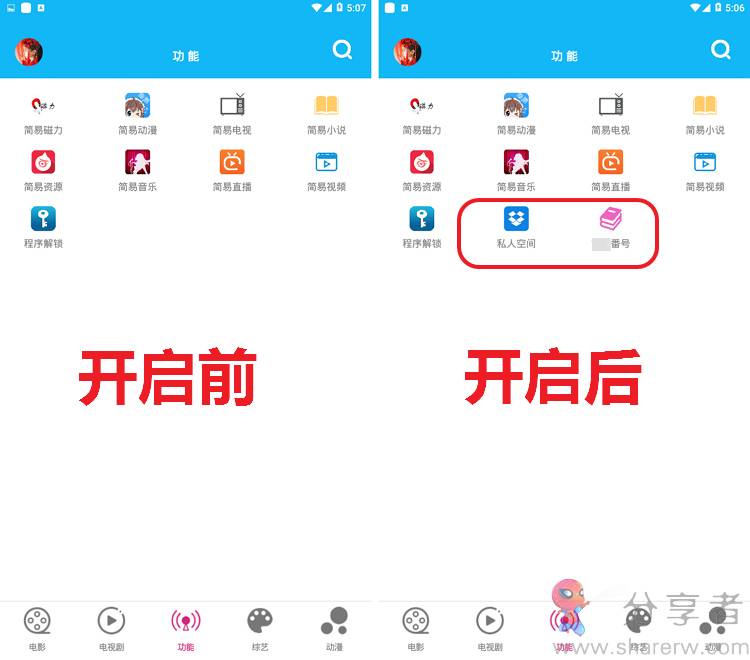 5:07
功能
磁力
简易磁力
简易动漫
简易电视
简易小说
简易资源
简易音乐
简易直播
简易视频
程序解锁
开启前
电影
电视剧
功能
综艺
动漫
5:06
功能
磁力
简易磁力
简易动漫
简易电视
简易小说
简易资源
简易音乐
简易直播
简易视频
程序解锁
私人空间
番号
开启后
电影
电视剧
功能
综艺
动漫
分享者
www.sharerw.com